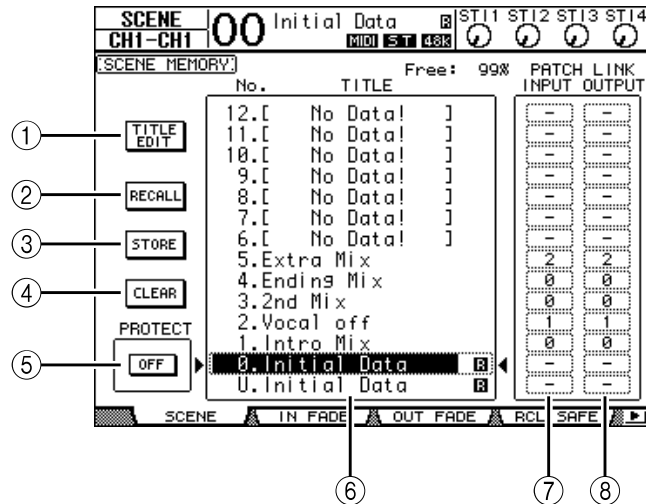 SCENE
CH1-CH1
00 Initial Data R
MIDI ST 48k
ST1 ST2 ST3 ST4
SCENE MEMORY
Free: 99%
PATCH LINK
No. TITLE
INPUT OUTPUT
12.[ No Data! ] - -
11.[ No Data! ] - -
10.[ No Data! ] - -
9.[ No Data! ] - -
8.[ No Data! ] - -
7.[ No Data! ] - -
6.[ No Data! ] - -
5.Extra Mix 2 2
4.Ending Mix 0 0
3.2nd Mix 0 0
2.Vocal off 1 1
1.Intro Mix 0 0
0.Initial Data R - -
U.Initial Data R - -
1 TITLE EDIT
2 RECALL
3 STORE
4 CLEAR
PROTECT
5 OFF
SCENE IN FADE OUT FADE RCL SAFE
6 7 8